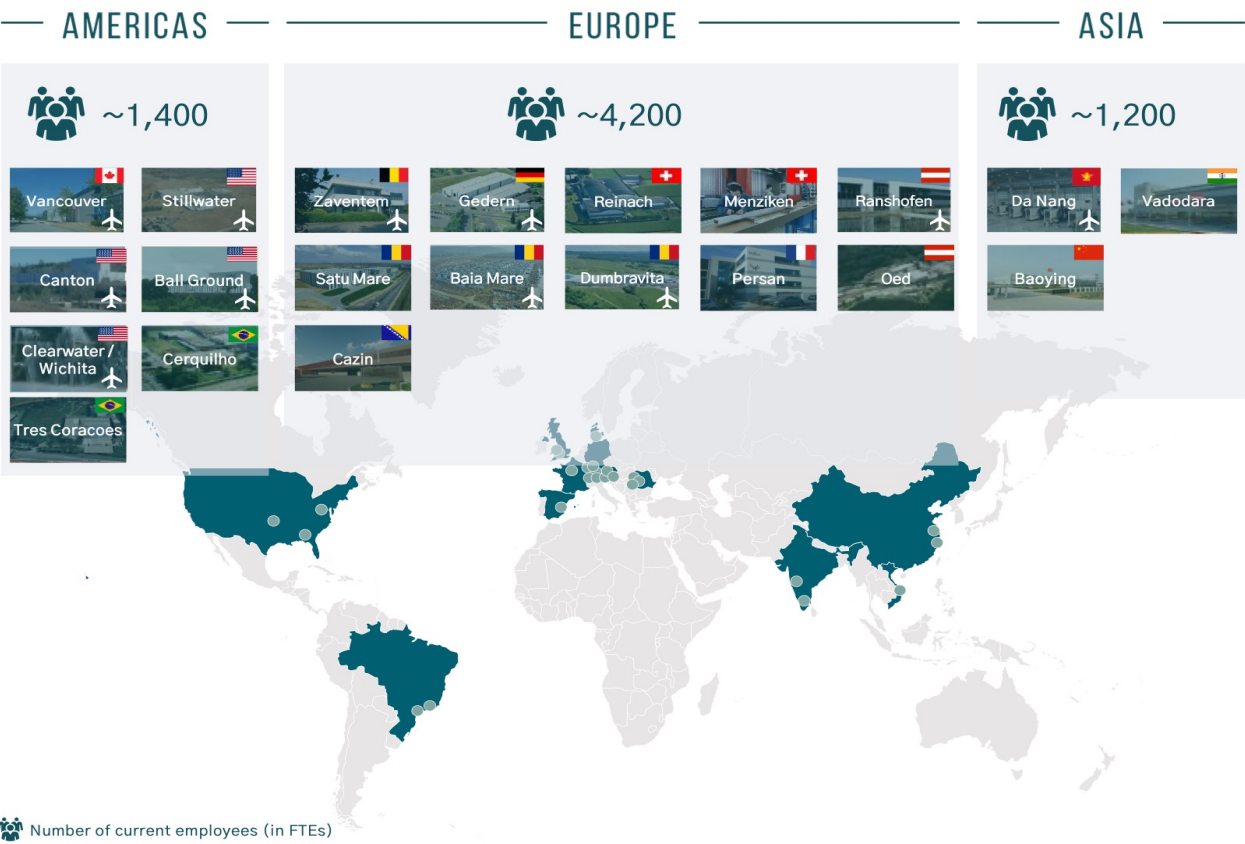 AMERICAS
~1,400
Vancouver
Stillwater
Canton
Ball Ground
Clearwater /
Wichita
Cerquilho
Tres Coracoes
EUROPE
~4,200
Zaventem
Gedern
Reinach
Menziken
Ranshofen
Satu Mare
Baia Mare
Dumbravita
Persan
Oed
Cazin
ASIA
~1,200
Da Nang
Vadodara
Baoying
Number of current employees (in FTEs)